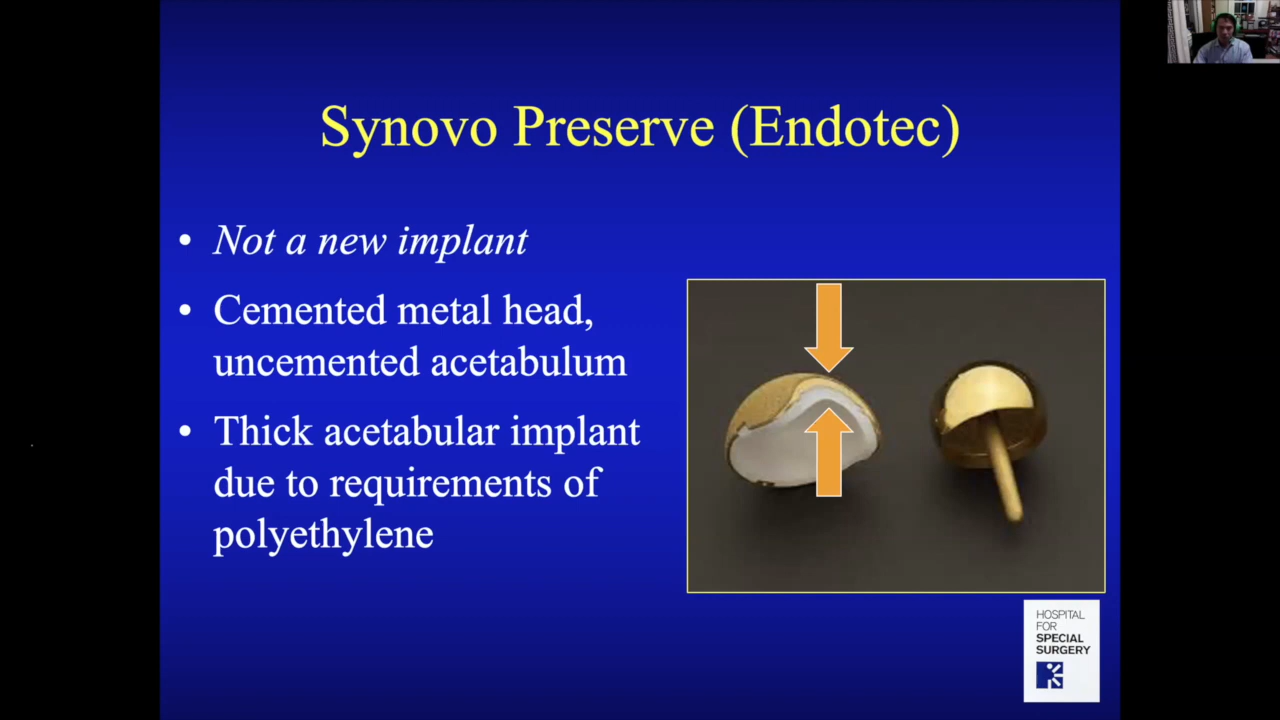 Synovo Preserve (Endotec)
• Not a new implant
• Cemented metal head,
uncemented acetabulum
• Thick acetabular implant
due to requirements of
polyethylene
HOSPITAL
FOR
SPECIAL
SURGERY